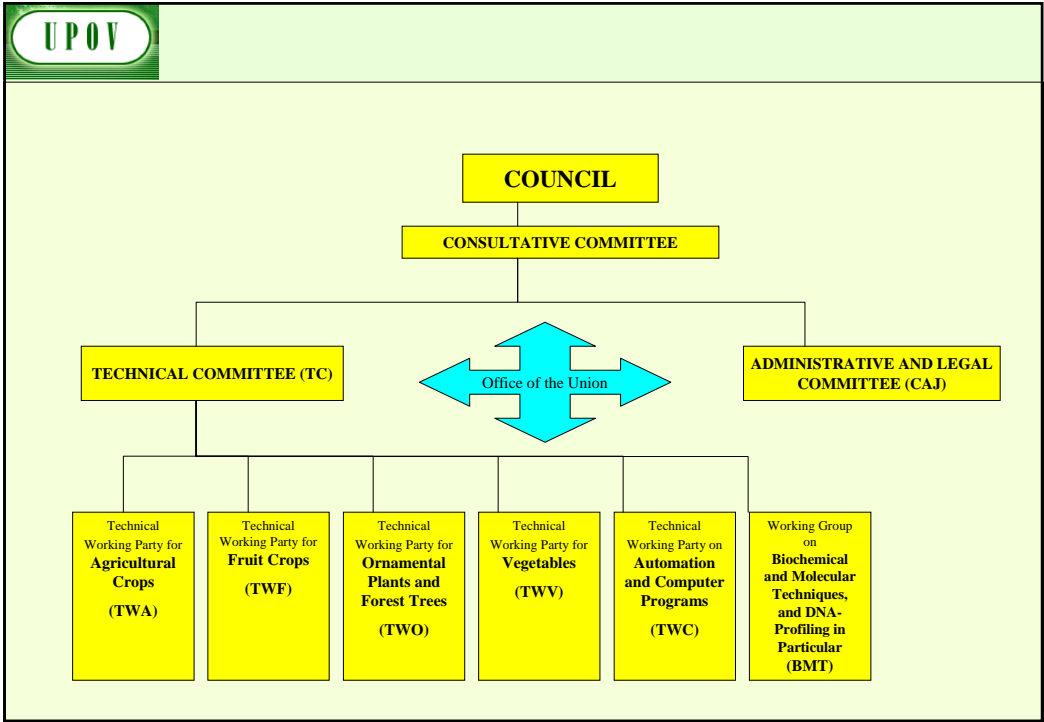 UPOV
COUNCIL
CONSULTATIVE COMMITTEE
TECHNICAL COMMITTEE (TC)
Office of the Union
ADMINISTRATIVE AND LEGAL
COMMITTEE (CAJ)
Technical
Working Party for
Agricultural
Crops
(TWA)
Technical
Working Party for
Fruit Crops
(TWF)
Technical
Working Party for
Ornamental
Plants and
Forest Trees
(TWO)
Technical
Working Party for
Vegetables
(TWV)
Technical
Working Party on
Automation
and Computer
Programs
(TWC)
Working Group
on
Biochemical
and Molecular
Techniques,
and DNA-
Profiling in
Particular
(BMT)